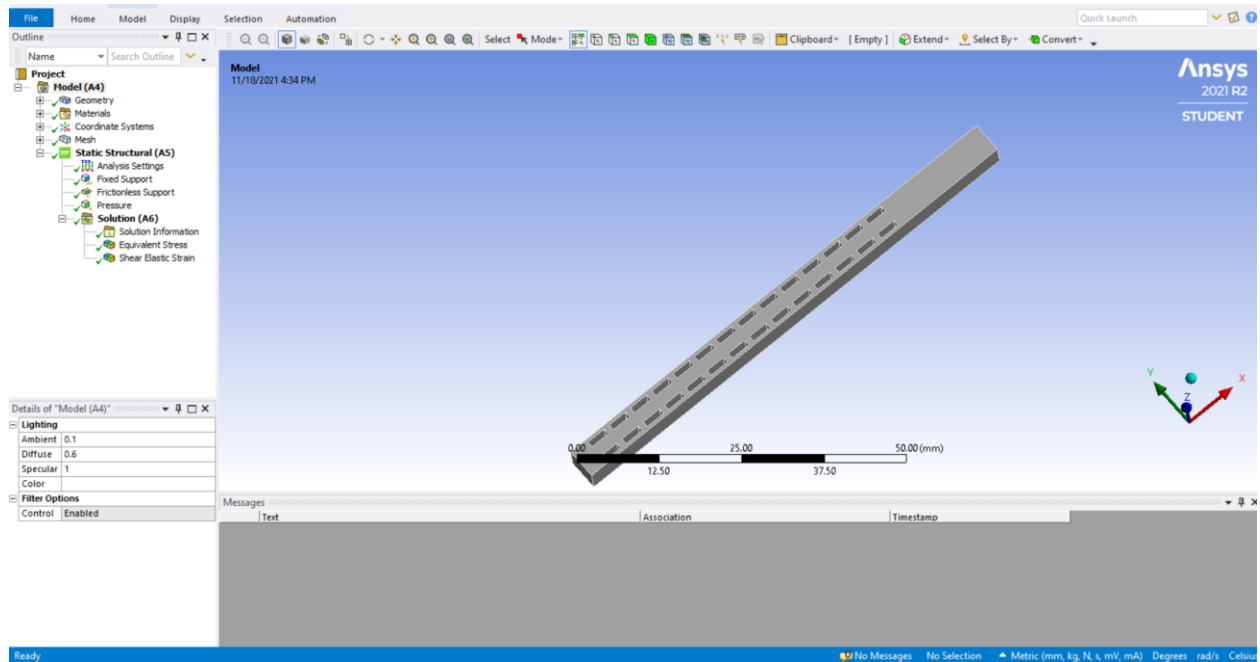 File Home Model Display Selection Automation Quick Launch
Outline
Select Mode Clipboard [ Empty ] Extend Select By Convert
Name Search Outline
Project
Model (A4)
Geometry
Materials
Coordinate Systems
Mesh
Static Structural (A5)
Analysis Settings
Fixed Support
Frictionless Support
Pressure
Solution (A6)
Solution Information
Equivalent Stress
Shear Elastic Strain
Model
11/18/2021 4:34 PM
Ansys
2021 R2
STUDENT
Y
X
Z
0.00 25.00 50.00 (mm)
12.50 37.50
Details of "Model (A4)"
Lighting
Ambient 0.1
Diffuse 0.6
Specular 1
Color
Filter Options
Control Enabled
Messages
Text Association Timestamp
Ready No Messages No Selection Metric (mm, kg, N, s, mV, mA) Degrees rad/s Celsius